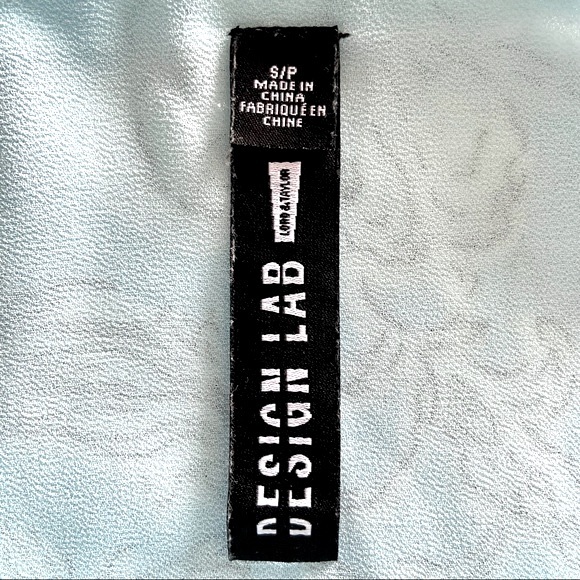 S/P
MADE IN
CHINA
FABRIQUÉ EN
CHINE
LORD & TAYLOR
DESIGN LAB